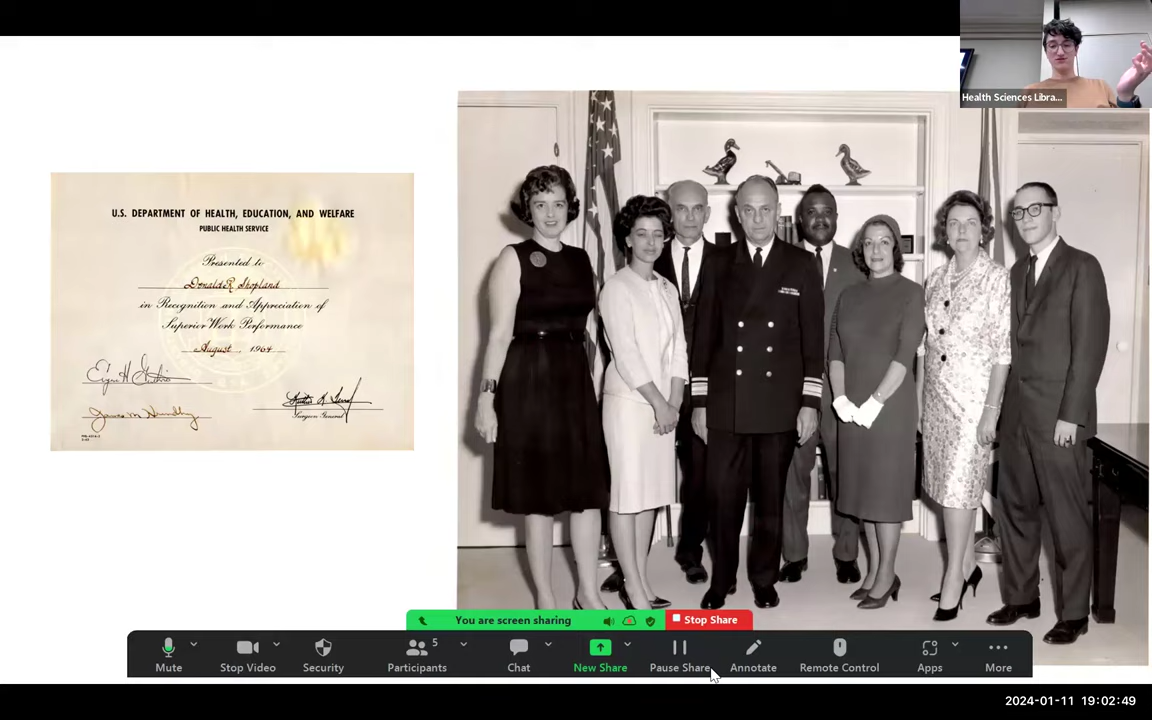 Health Sciences Libra...
U.S. DEPARTMENT OF HEALTH, EDUCATION, AND WELFARE
PUBLIC HEALTH SERVICE
Presented to
Donald R. Shopland
in Recognition and Appreciation of
Superior Work Performance
August, 1964
Surgeon General
You are screen sharing
Stop Share
5
Mute
Stop Video
Security
Participants
Chat
New Share
Pause Share
Annotate
Remote Control
Apps
More
2024-01-11 19:02:49